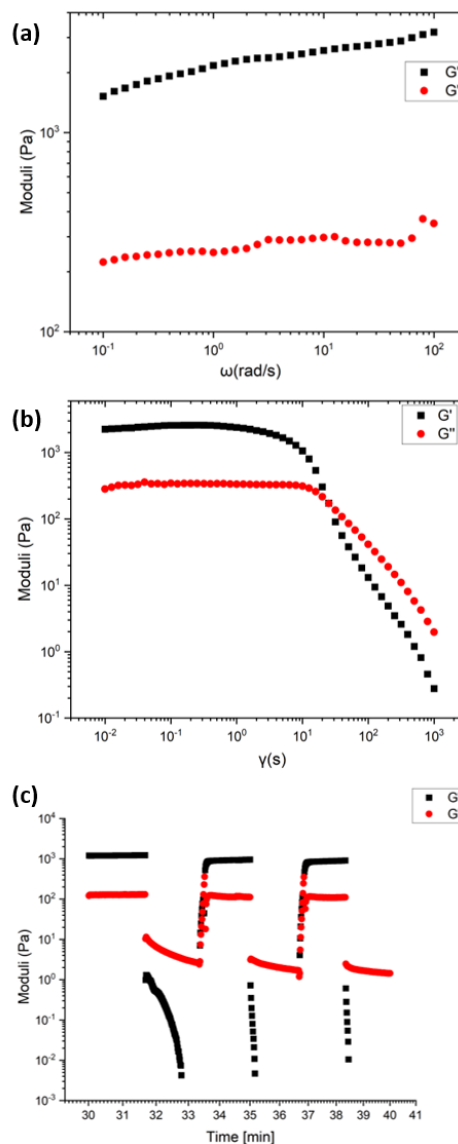 (a)
G'
G'
10³
10²
Moduli (Pa)
10⁻¹ 10⁰ 10¹ 10²
ω(rad/s)
(b)
G'
G''
10³
10²
10¹
10⁰
10⁻¹
Moduli (Pa)
10⁻² 10⁻¹ 10⁰ 10¹ 10² 10³
γ(s)
(c)
G
G
10⁴
10³
10²
10¹
10⁰
10⁻¹
10⁻²
10⁻³
Moduli (Pa)
30 31 32 33 34 35 36 37 38 39 40 41
Time [min]